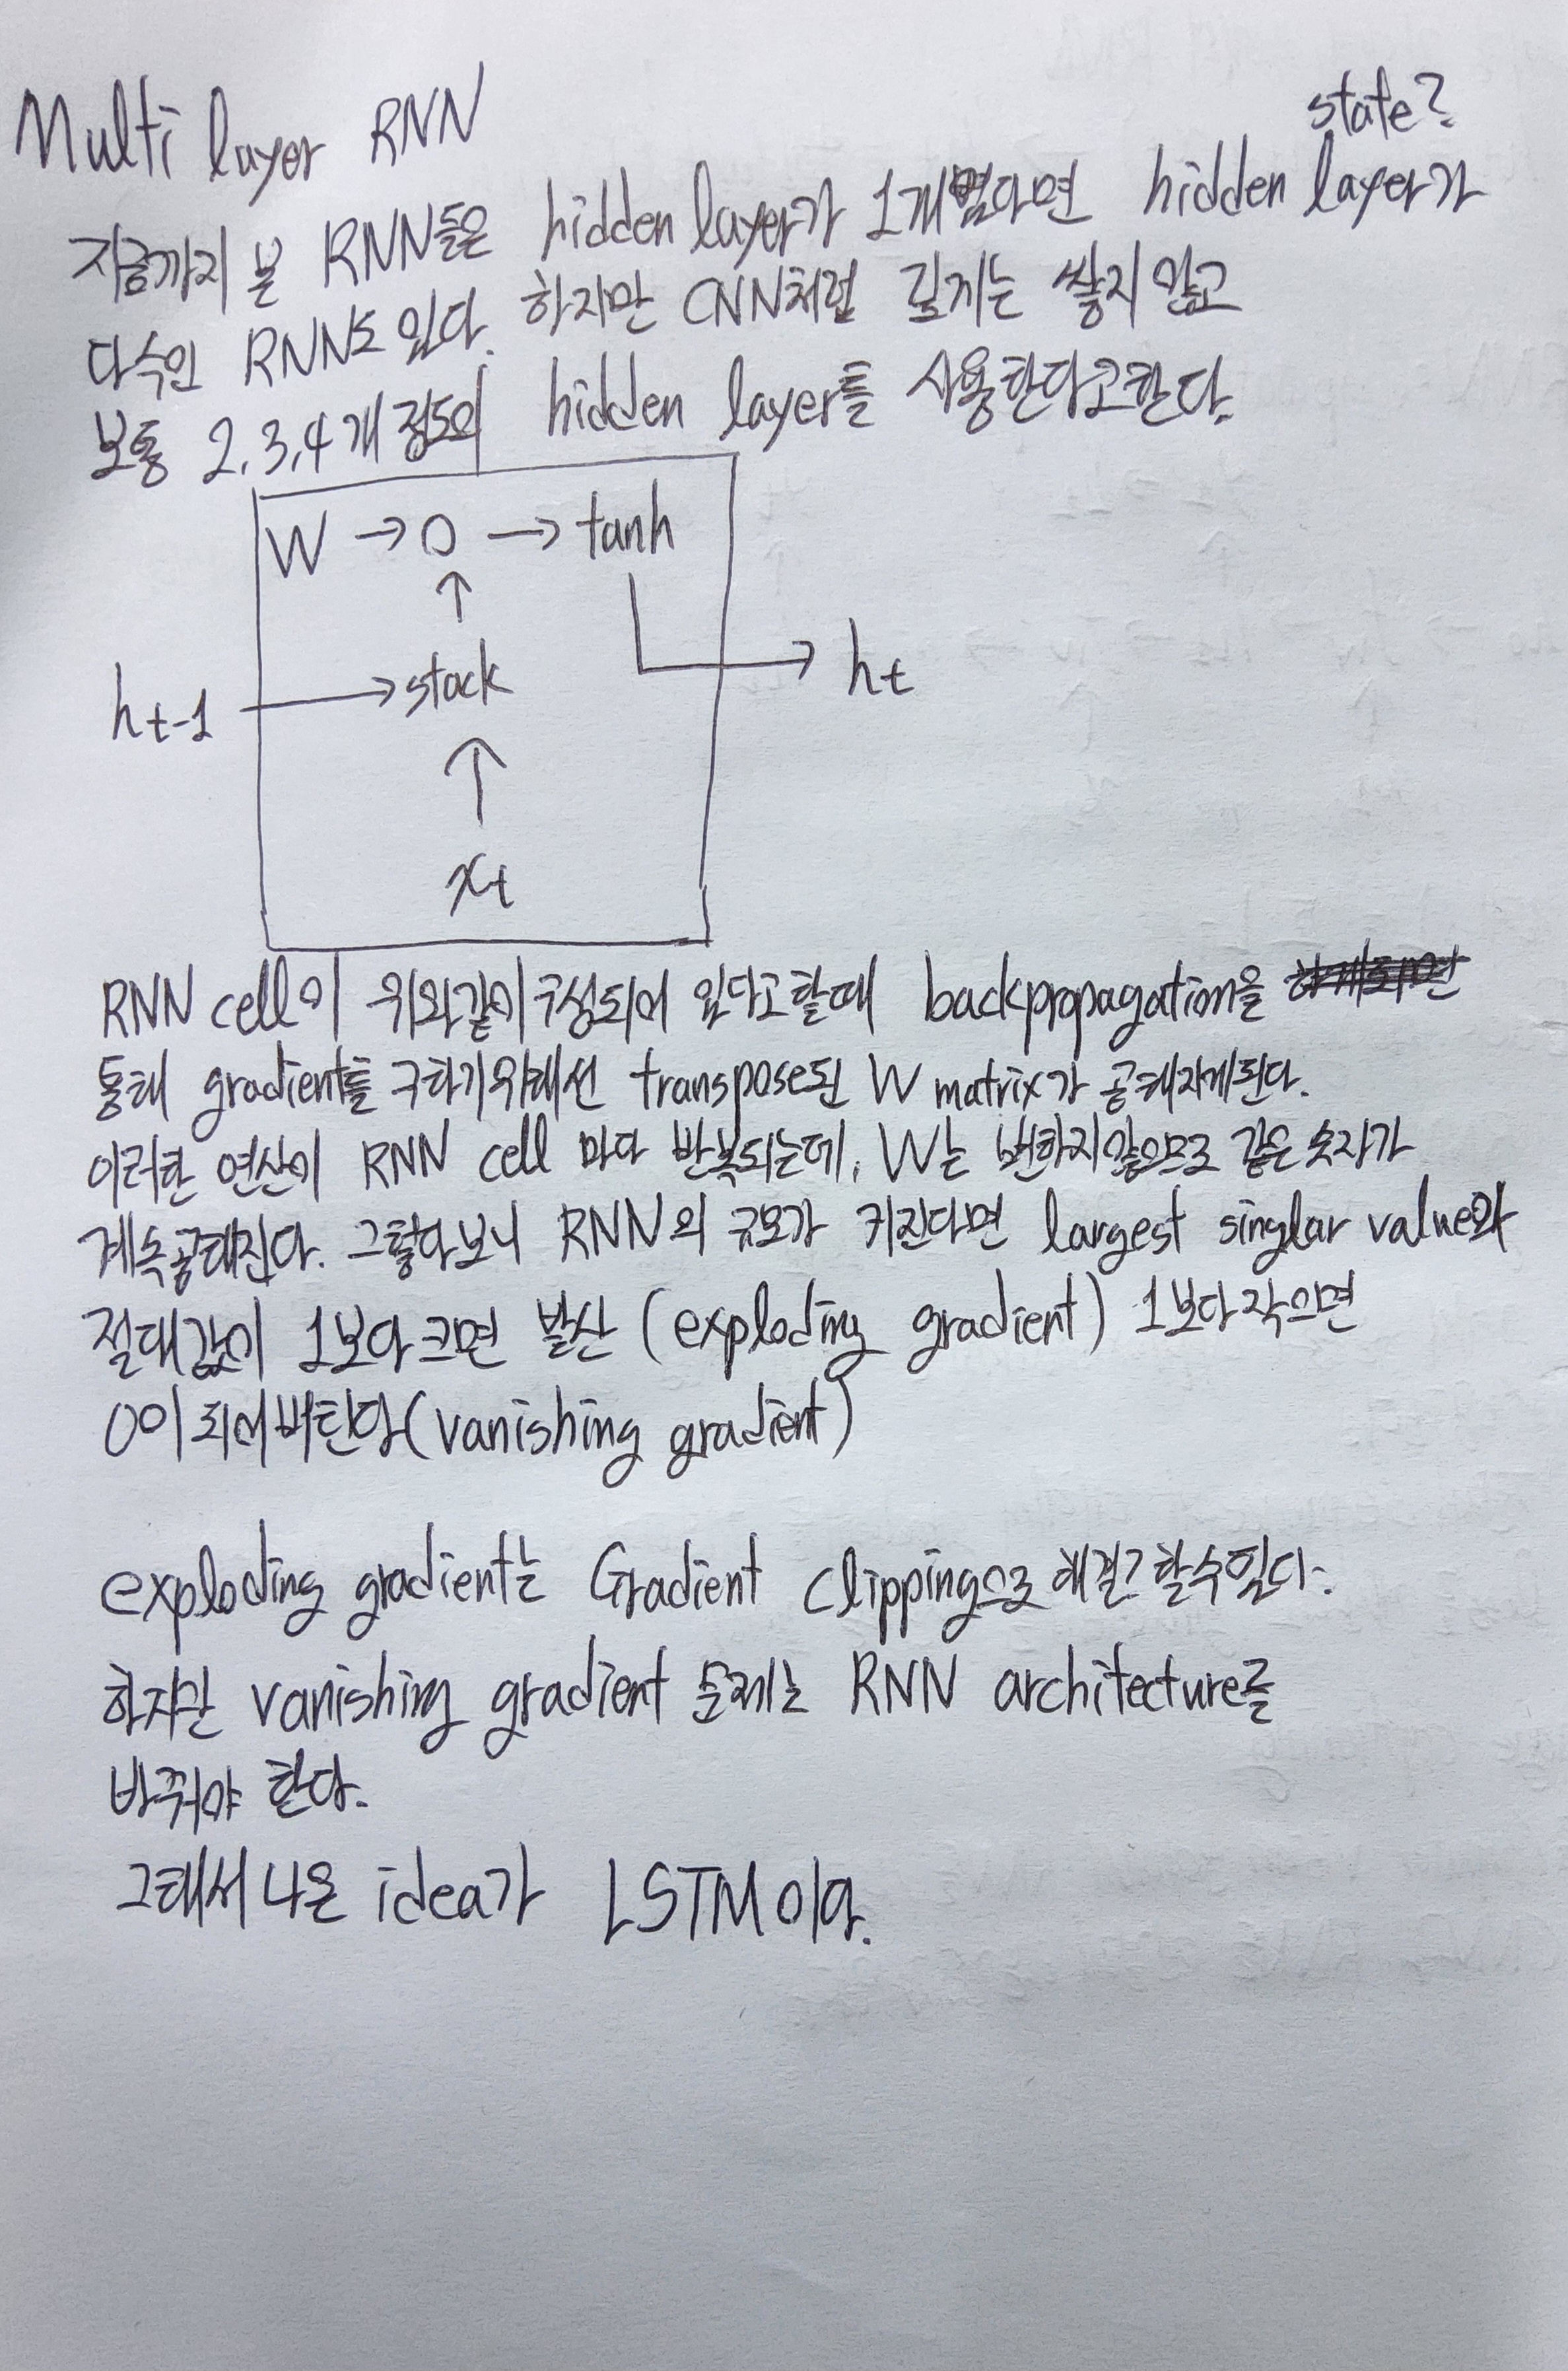 Multi layer RNN
state?
지금까지 본 RNN들은 hidden layer가 1개였다면 hidden layer가
다수인 RNN도 있다. 하지만 CNN처럼 깊게는 쌓지 않고
보통 2,3,4개 정도의 hidden layer를 사용한다고한다.
W → O → tanh
↑
h t-1 → stack → h t
↑
x t
RNN cell이 위와같이 구성되어 있다고할때 backpropagation을
통해 gradient를 구하기위해선 transpose된 W matrix가 곱해지게된다.
이러한 연산이 RNN cell 마다 반복되는데, W는 변하지않으므로 같은 숫자가
계속곱해진다. 그렇다보니 RNN의 규모가 커진다면 largest singlar value의
절대값이 1보다 크면 발산 (exploding gradient) 1보다 작으면
0이 되어버린다(vanishing gradient)
exploding gradient는 Gradient clipping으로 해결할수있다.
하지만 vanishing gradient 문제는 RNN architecture를
바꿔야 한다.
그래서 나온 idea가 LSTM이다.